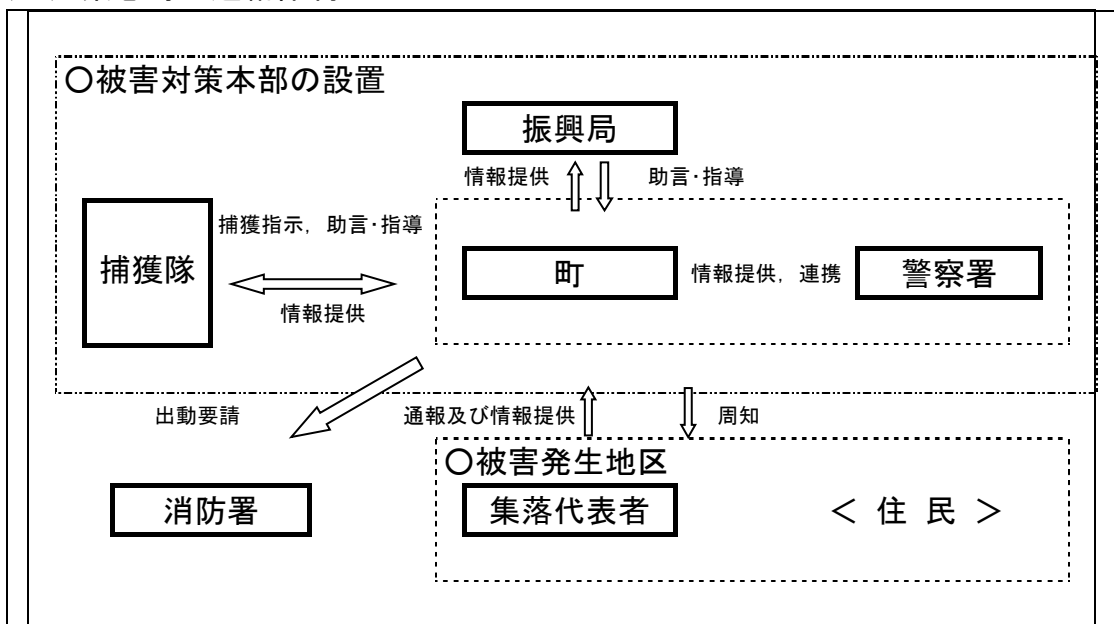 〇被害対策本部の設置
振興局
情報提供
助言・指導
捕獲指示，助言・指導
捕獲隊
情報提供
町
情報提供，連携
警察署
出動要請
通報及び情報提供
周知
〇被害発生地区
消防署
集落代表者
＜ 住 民 ＞